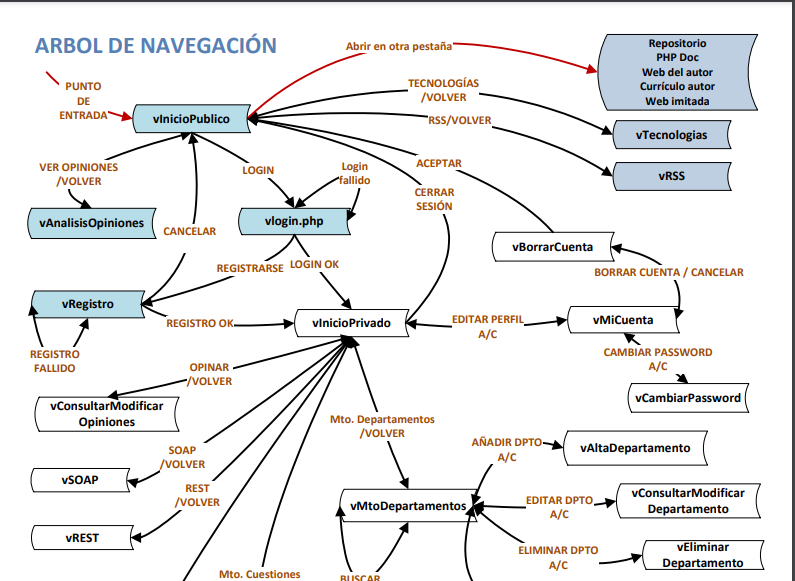 ARBOL DE NAVEGACIÓN
Abrir en otra pestaña
Repositorio
PHP Doc
Web del autor
Currículo autor
Web imitada
PUNTO
DE
ENTRADA
vInicioPublico
TECNOLOGÍAS
/VOLVER
RSS/VOLVER
vTecnologias
vRSS
VER OPINIONES
/VOLVER
LOGIN
Login
fallido
ACEPTAR
CERRAR
SESIÓN
vAnalisisOpiniones
CANCELAR
vlogin.php
vBorrarCuenta
REGISTRARSE
LOGIN OK
BORRAR CUENTA / CANCELAR
vRegistro
REGISTRO OK
vInicioPrivado
EDITAR PERFIL
A/C
vMiCuenta
REGISTRO
FALLIDO
CAMBIAR PASSWORD
A/C
OPINAR
/VOLVER
vCambiarPassword
vConsultarModificar
Opiniones
Mto. Departamentos
/VOLVER
AÑADIR DPTO
A/C
vAltaDepartamento
SOAP
/VOLVER
vSOAP
REST
/VOLVER
vMtoDepartamentos
EDITAR DPTO
A/C
vConsultarModificar
Departamento
vREST
ELIMINAR DPTO
A/C
vEliminar
Departamento
Mto. Cuestiones
BUSCAR